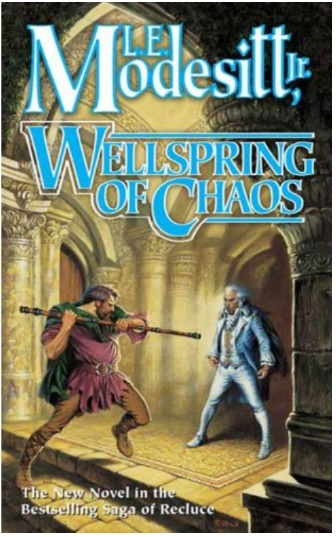 L.E.
Modesitt, Jr.
WELLSPRING
OF CHAOS
The New Novel in the
Bestselling Saga of Recluce